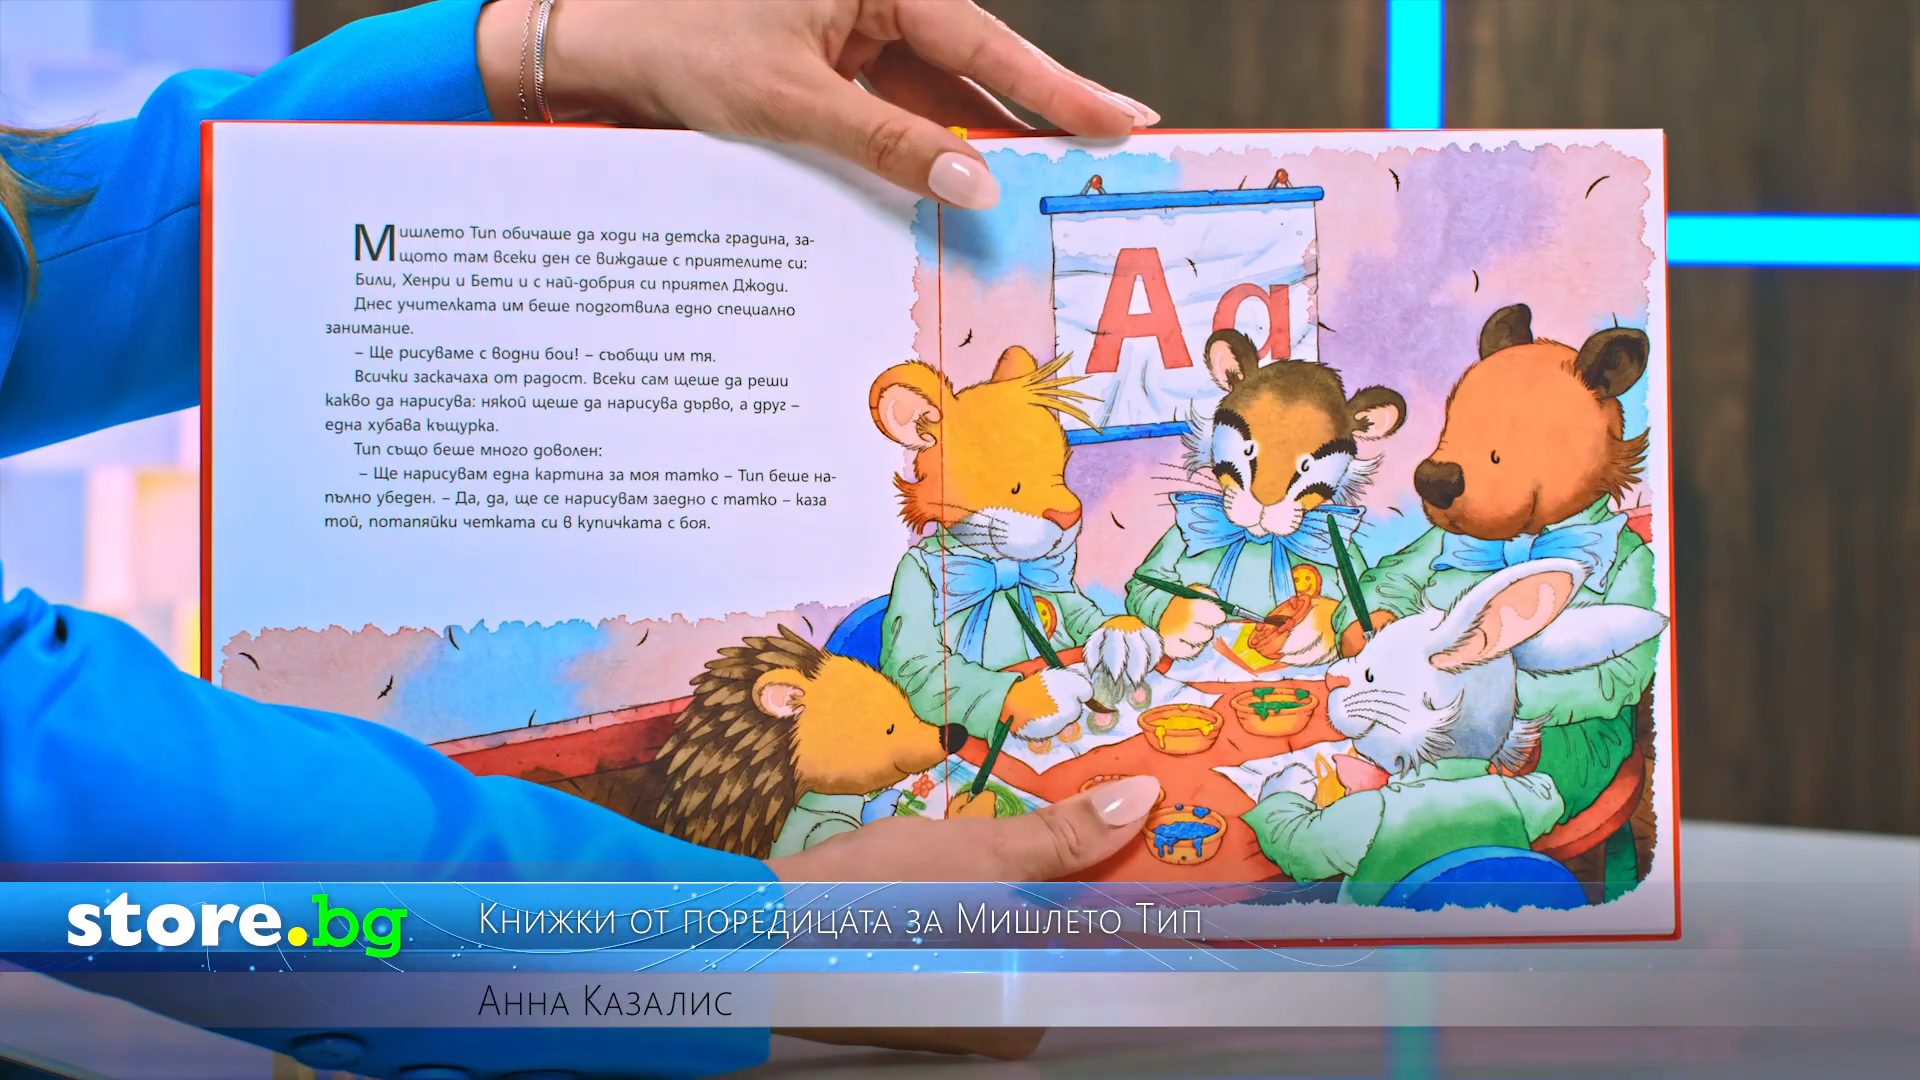 Мишлето Тип обичаше да ходи на детска градина, за-
щото там всеки ден се виждаше с приятелите си:
Били, Хенри и Бети и с най-добрия си приятел Джоди.
Днес учителката им беше подготвила едно специално
занимание.
– Ще рисуваме с водни бои! – съобщи им тя.
Всички заскачаха от радост. Всеки сам щеше да реши
какво да нарисува: някой щеше да нарисува дърво, а друг –
една хубава къщурка.
Тип също беше много доволен:
– Ще нарисувам една картина за моя татко – Тип беше на-
пълно убеден. – Да, да, ще се нарисувам заедно с татко – каза
той, потапяйки четката си в купичката с боя.
А а
store.bg
Книжки от поредицата за Мишлето Тип
Анна Казалис